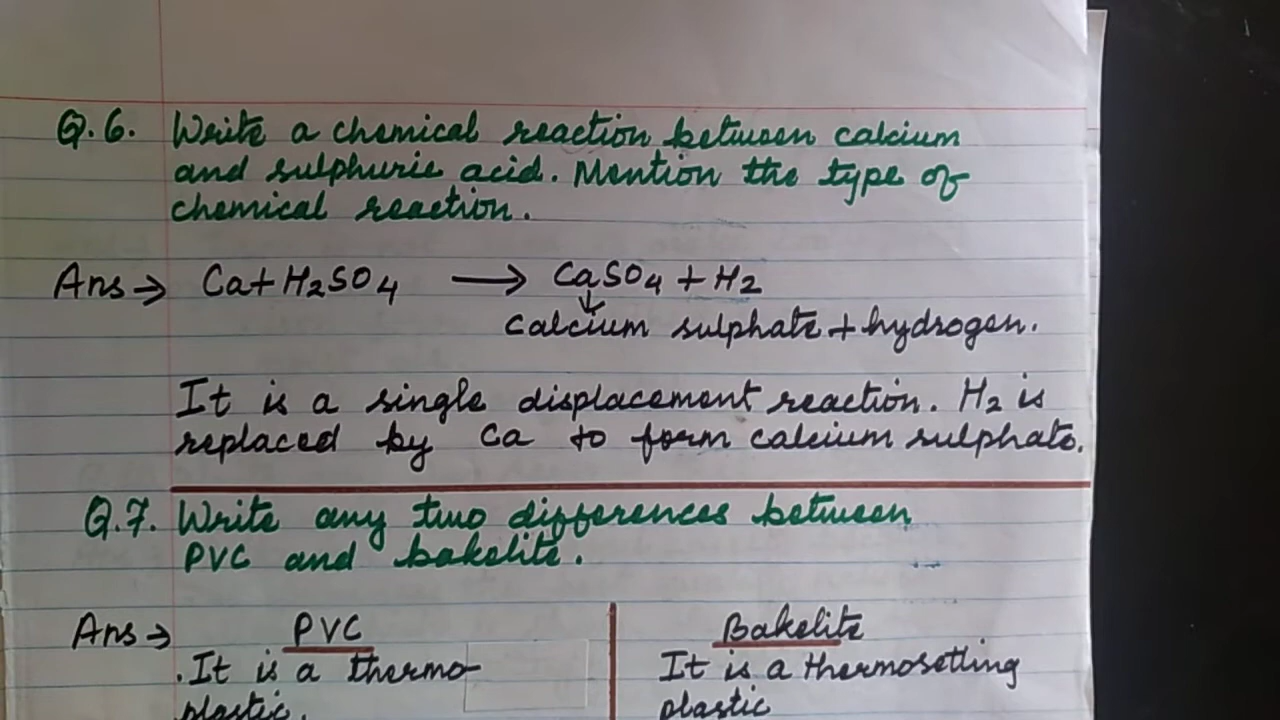 Q.6. Write a chemical reaction between calcium
and sulphuric acid. Mention the type of
chemical reaction.
Ans → Ca + H2SO4 ⟶ CaSO4 + H2
↓
Calcium sulphate + hydrogen.
It is a single displacement reaction. H2 is
replaced by Ca to form calcium sulphate.
Q.7. Write any two differences between
PVC and bakelite.
Ans → PVC Bakelite
. It is a thermo- It is a thermosetting
plastic. plastic